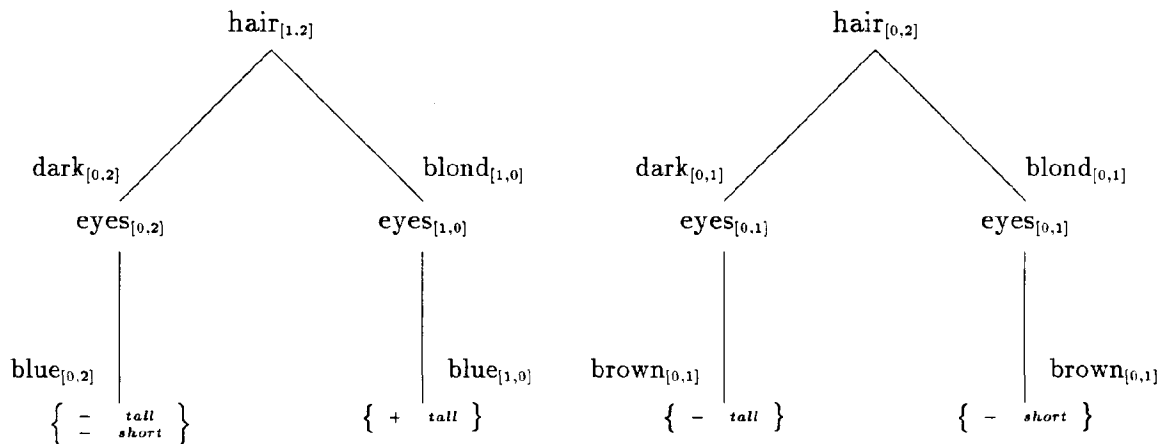 hair[1,2] hair[0,2]
dark[0,2] blond[1,0] dark[0,1] blond[0,1]
eyes[0,2] eyes[1,0] eyes[0,1] eyes[0,1]
blue[0,2] blue[1,0] brown[0,1] brown[0,1]
{ – tall { + tall } { – tall } { – short }
– short }